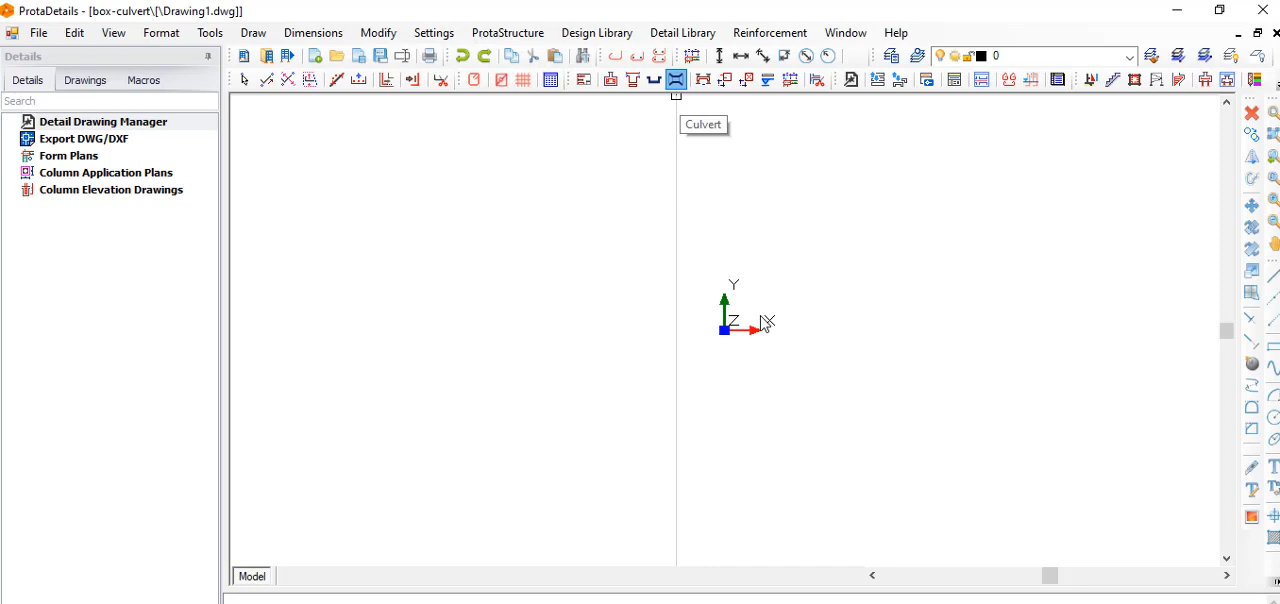 ProtaDetails - [box-culvert\[\Drawing1.dwg]]
File Edit View Format Tools Draw Dimensions Modify Settings ProtaStructure Design Library Detail Library Reinforcement Window Help
Details
0
Details Drawings Macros
Search
Detail Drawing Manager
Export DWG/DXF
Form Plans
Column Application Plans
Column Elevation Drawings
Culvert
Y
Z X
Model